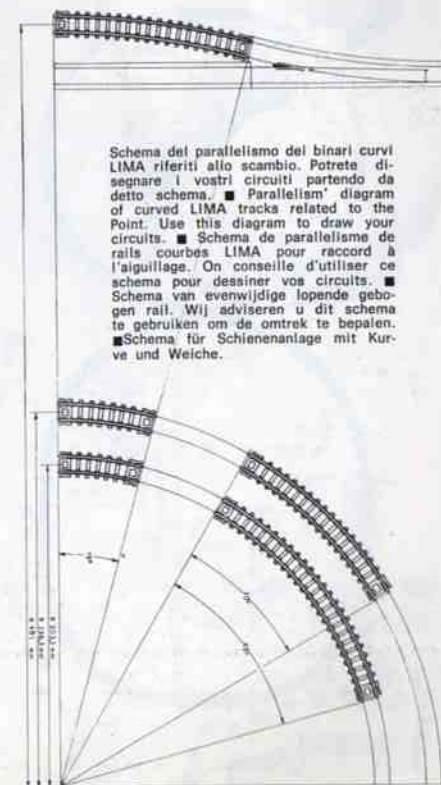 Schema del parallelismo dei binari curvi
LIMA riferiti allo scambio. Potrete di-
segnare i vostri circuiti partendo da
detto schema. ■ Parallelism' diagram
of curved LIMA tracks related to the
Point. Use this diagram to draw your
circuits. ■ Schema de parallelisme de
rails courbes LIMA pour raccord à
l'aiguillage. On conseille d'utiliser ce
schema pour dessiner vos circuits. ■
Schema van evenwijdige lopende gebo-
gen rail. Wij adviseren u dit schema
te gebruiken om de omtrek te bepalen.
■Schema für Schienenanlage mit Kur-
ve und Weiche.